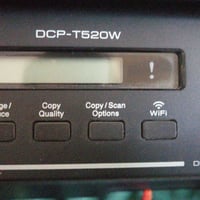 DCP-T520W
!
Copy
Quality
Copy/Scan
Options
WiFi